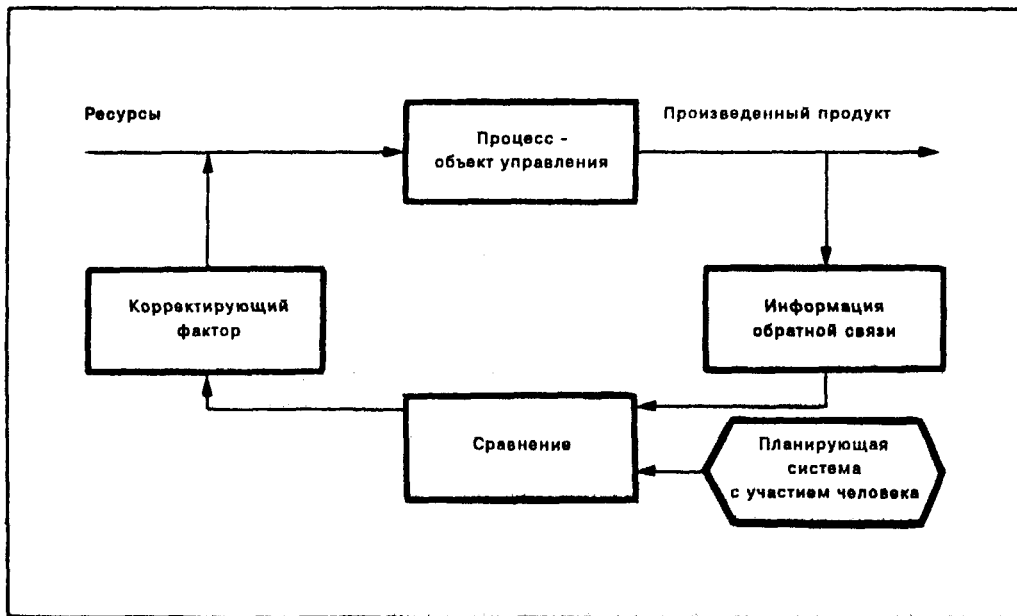 Ресурсы
Произведенный продукт
Процесс -
объект управления
Корректирующий
фактор
Информация
обратной связи
Сравнение
Планирующая
система
с участием человека